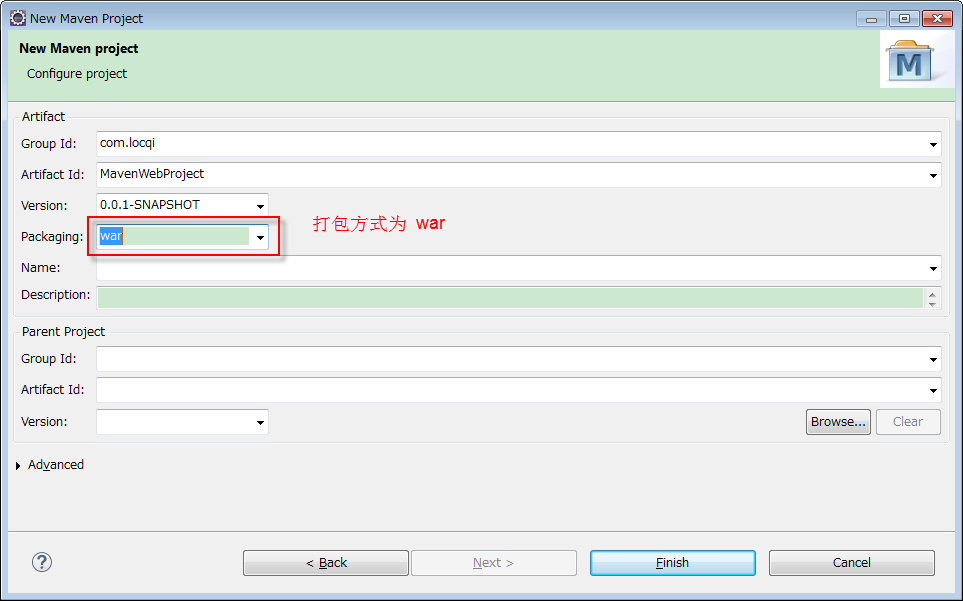 New Maven Project
New Maven project
Configure project
M
Artifact
Group Id: com.locqi
Artifact Id: MavenWebProject
Version: 0.0.1-SNAPSHOT
Packaging: war 打包方式为 war
Name:
Description:
Parent Project
Group Id:
Artifact Id:
Version: Browse... Clear
Advanced
? < Back Next > Finish Cancel